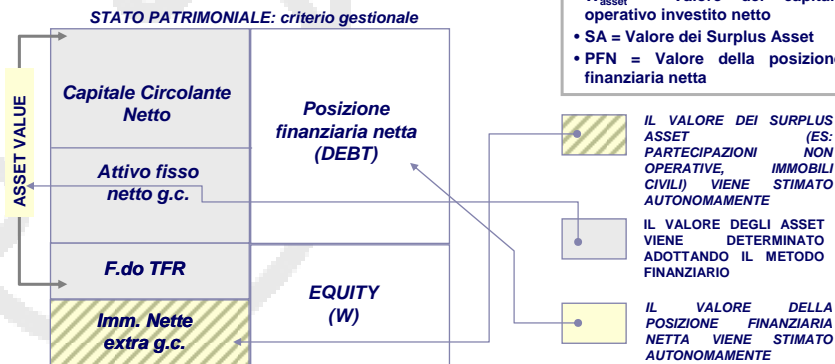 STATO PATRIMONIALE: criterio gestionale
operativo investito netto
• SA = Valore dei Surplus Asset
• PFN = Valore della posizione
finanziaria netta
ASSET VALUE
Capitale Circolante
Netto
Attivo fisso
netto g.c.
F.do TFR
Imm. Nette
extra g.c.
Posizione
finanziaria netta
(DEBT)
EQUITY
(W)
IL VALORE DEI SURPLUS
ASSET (ES:
PARTECIPAZIONI NON
OPERATIVE, IMMOBILI
CIVILI) VIENE STIMATO
AUTONOMAMENTE
IL VALORE DEGLI ASSET
VIENE DETERMINATO
ADOTTANDO IL METODO
FINANZIARIO
IL VALORE DELLA
POSIZIONE FINANZIARIA
NETTA VIENE STIMATO
AUTONOMAMENTE